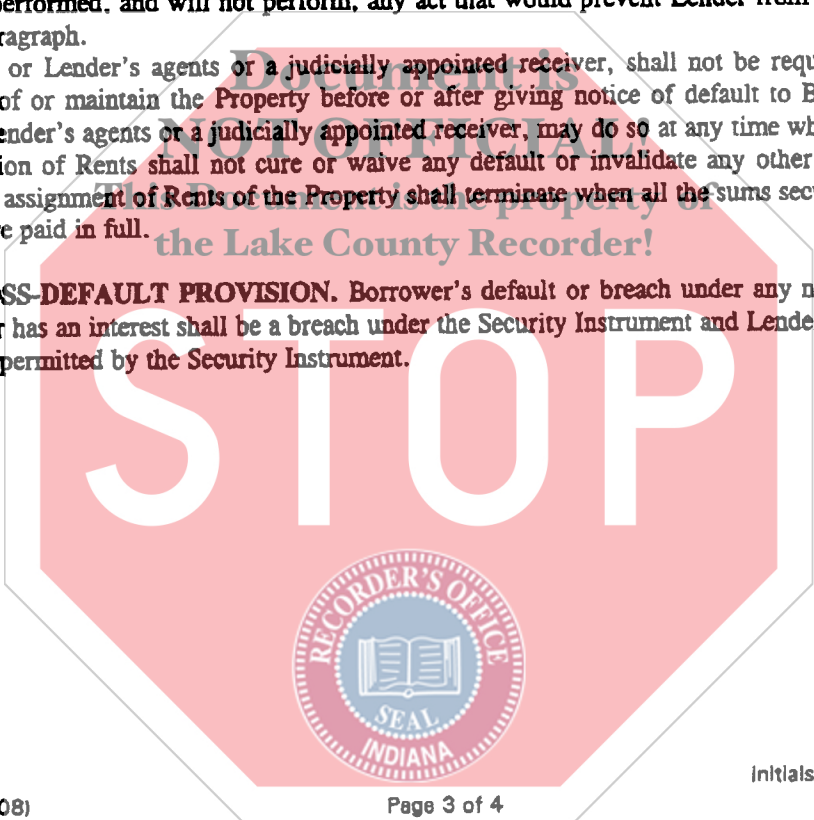 performed, and will not perform, any act that would prevent Lender from
ragraph.
or Lender's agents or a judicially appointed receiver, shall not be requ
of or maintain the Property before or after giving notice of default to B
ender's agents or a judicially appointed receiver, may do so at any time wh
ion of Rents shall not cure or waive any default or invalidate any other
assignment of Rents of the Property shall terminate when all the sums sec
e paid in full.
SS-DEFAULT PROVISION. Borrower's default or breach under any n
r has an interest shall be a breach under the Security Instrument and Lende
permitted by the Security Instrument.
Document is
NOT OFFICIAL!
This Document is the property of
the Lake County Recorder!
STOP
RECORDER'S OFFICE
SEAL
INDIANA
Initials
08)
Page 3 of 4